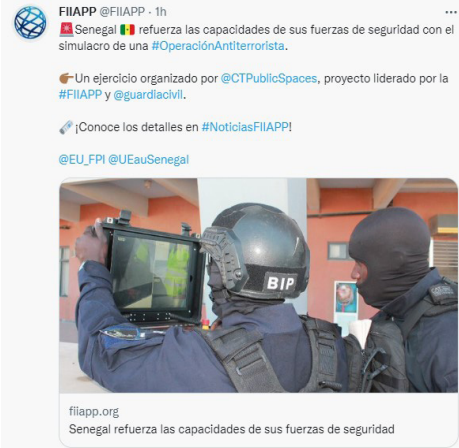 FIIAPP @FIIAPP · 1h
🚨Senegal 🇸🇳 refuerza las capacidades de sus fuerzas de seguridad con el
simulacro de una #OperaciónAntiterrorista.
👉🏾Un ejercicio organizado por @CTPublicSpaces, proyecto liderado por la
#FIIAPP y @guardiacivil.
🗞️¡Conoce los detalles en #NoticiasFIIAPP!
@EU_FPI @UEauSenegal
BIP
fiiapp.org
Senegal refuerza las capacidades de sus fuerzas de seguridad